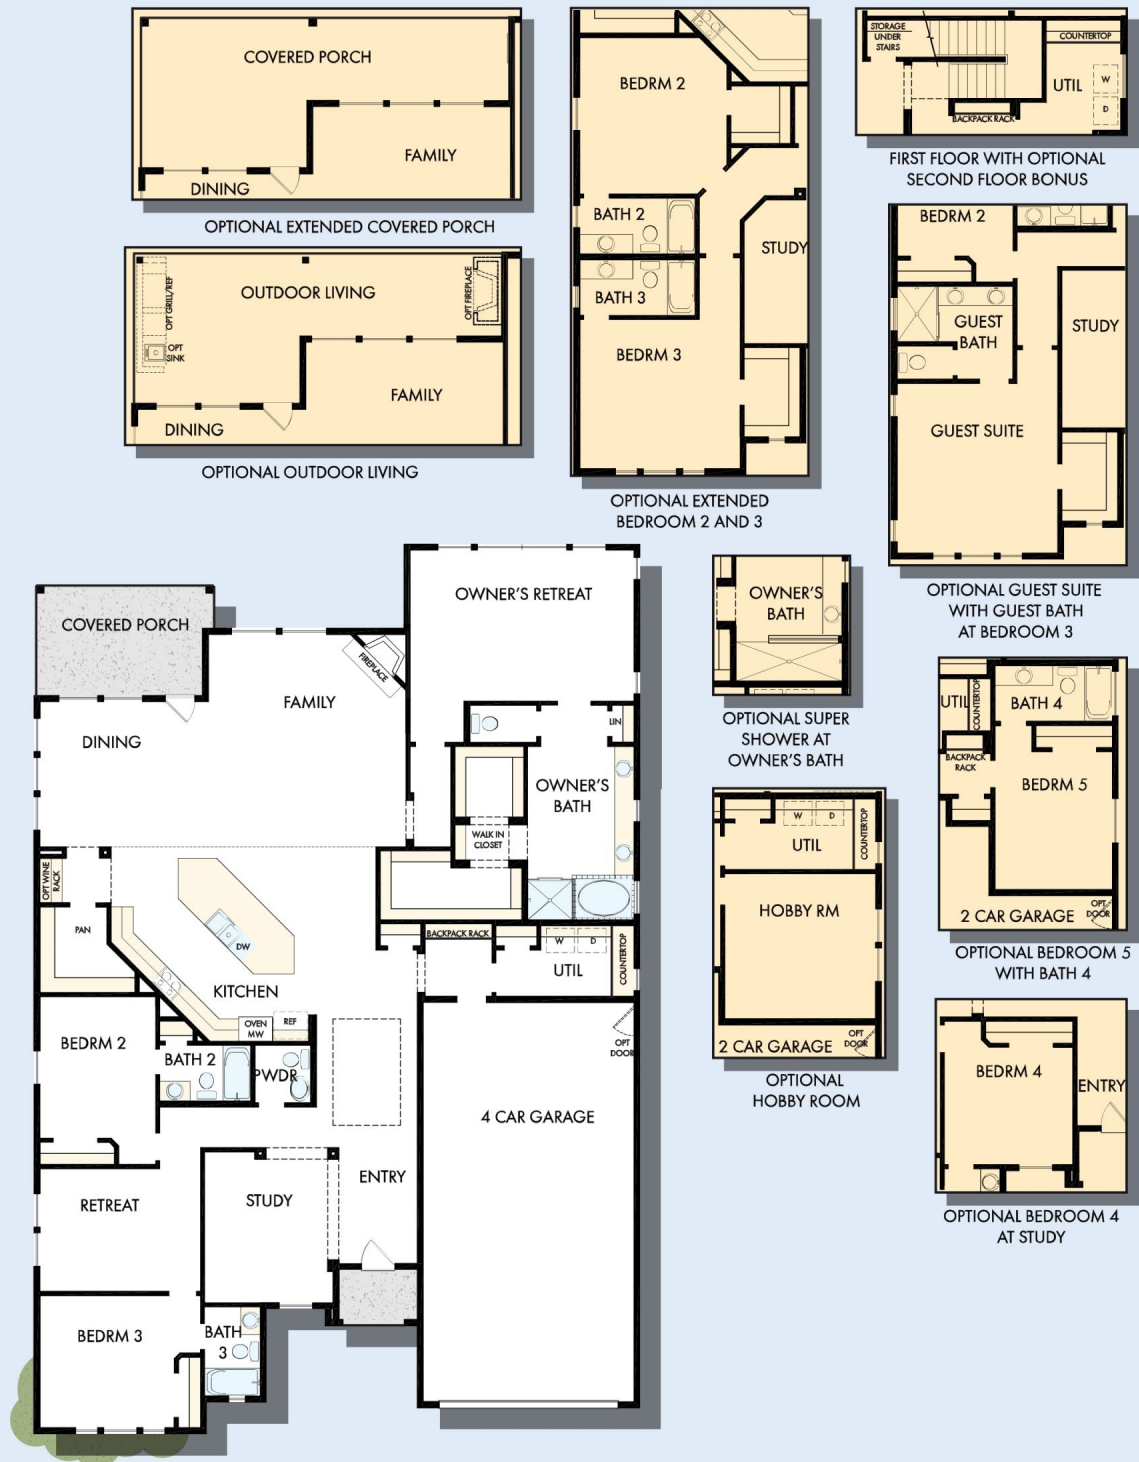 COVERED PORCH
FAMILY
DINING
OPTIONAL EXTENDED COVERED PORCH
OUTDOOR LIVING
OPT GRILL/REF
OPT FIREPLACE
OPT
SINK
FAMILY
DINING
OPTIONAL OUTDOOR LIVING
BEDRM 2
BATH 2
STUDY
BATH 3
BEDRM 3
OPTIONAL EXTENDED
BEDROOM 2 AND 3
STORAGE
UNDER
STAIRS
COUNTERTOP
UTIL
W
D
BACKPACK RACK
FIRST FLOOR WITH OPTIONAL
SECOND FLOOR BONUS
BEDRM 2
GUEST
BATH
STUDY
GUEST SUITE
OPTIONAL GUEST SUITE
WITH GUEST BATH
AT BEDROOM 3
OWNER'S
BATH
OPTIONAL SUPER
SHOWER AT
OWNER'S BATH
UTIL
COUNTERTOP
BATH 4
BACKPACK
RACK
BEDRM 5
2 CAR GARAGE
OPT
DOOR
OPTIONAL BEDROOM 5
WITH BATH 4
W
D
UTIL
COUNTERTOP
HOBBY RM
2 CAR GARAGE
OPT
DOOR
OPTIONAL
HOBBY ROOM
BEDRM 4
ENTRY
OPTIONAL BEDROOM 4
AT STUDY
COVERED PORCH
OWNER'S RETREAT
FIREPLACE
FAMILY
DINING
LIN
OWNER'S
BATH
WALK IN
CLOSET
OPT WINE
RACK
PAN
DW
KITCHEN
OVEN
MW
REF
BACKPACK RACK
W
D
UTIL
COUNTERTOP
OPT
DOOR
BEDRM 2
BATH 2
PWDR
4 CAR GARAGE
RETREAT
STUDY
ENTRY
BEDRM 3
BATH
3